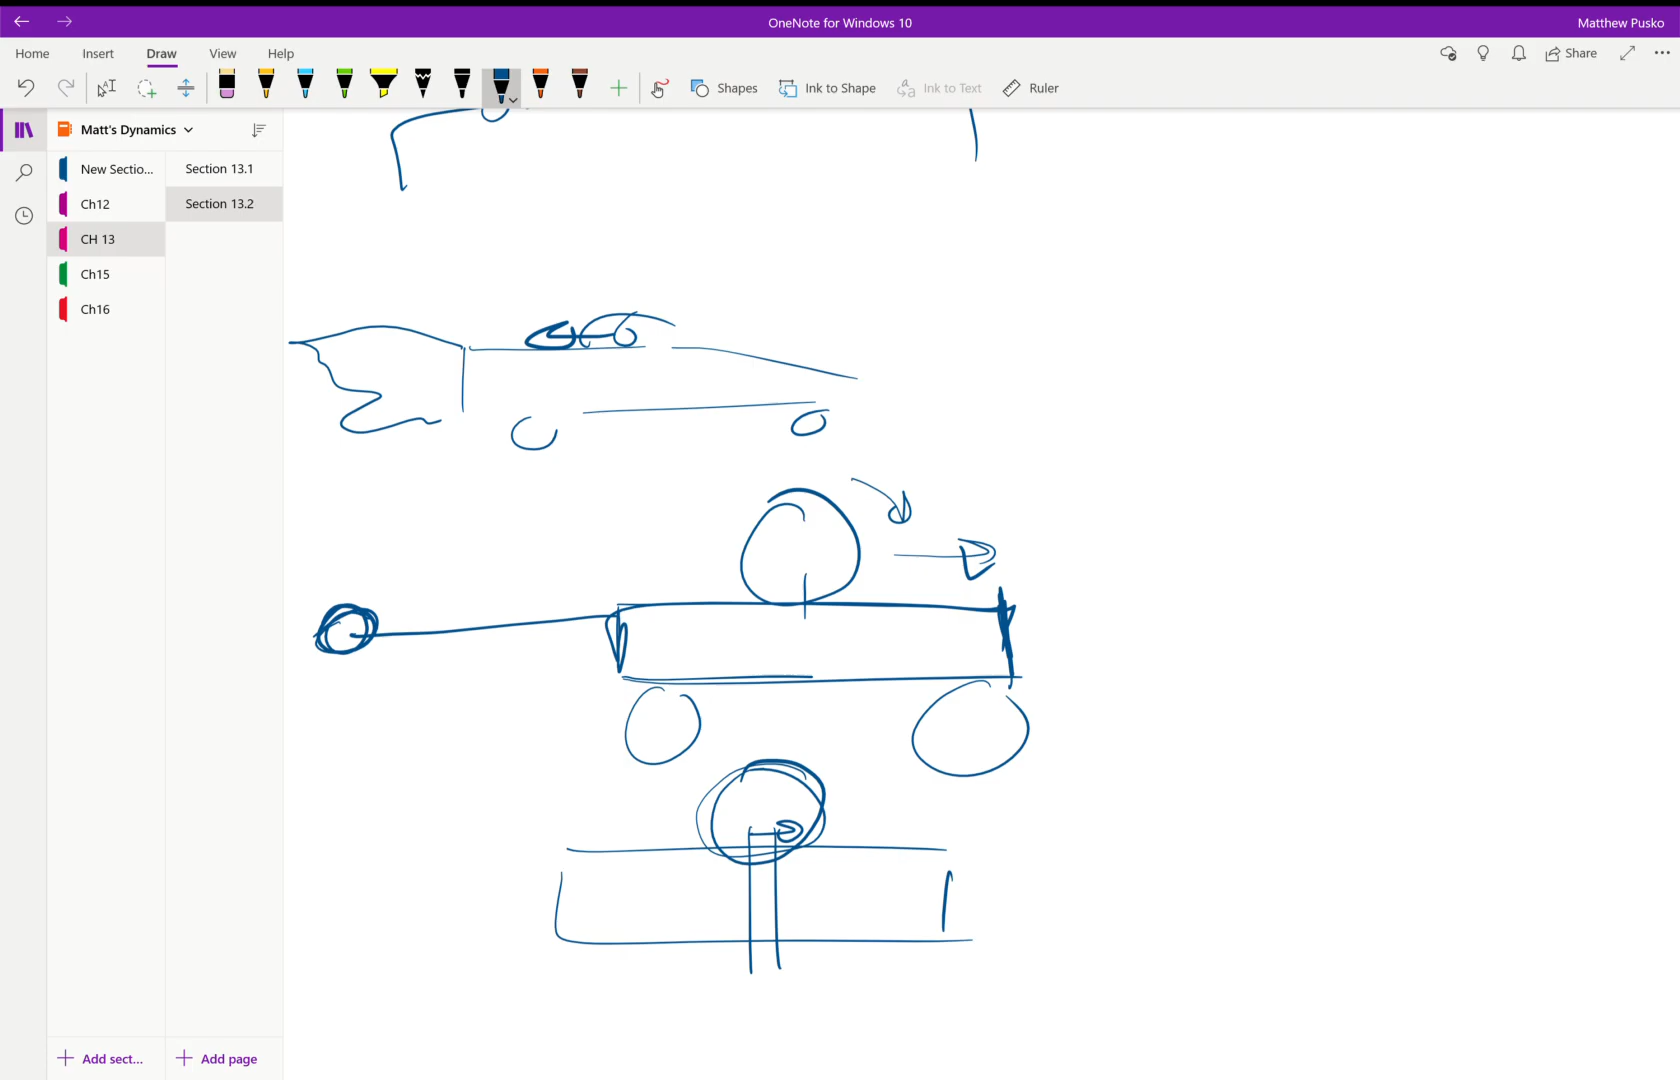 OneNote for Windows 10
Matthew Pusko
Home Insert Draw View Help
Share
Shapes Ink to Shape Ink to Text Ruler
Matt's Dynamics
New Sectio...
Ch12
CH 13
Ch15
Ch16
Section 13.1
Section 13.2
Add sect...
Add page